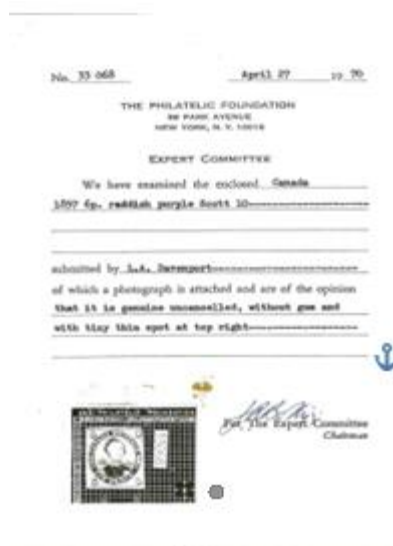 No. 33 068 April 27 19 70
THE PHILATELIC FOUNDATION
PARK AVENUE
NEW YORK, N. Y. 10016
EXPERT COMMITTEE
We have examined the enclosed Canada
1857 6p. reddish purple Scott 10
submitted by L.A. Davenport
of which a photograph is attached and are of the opinion
that it is genuine uncancelled, without gum and
with tiny thin spot at top right
For The Expert Committee
Chairman
THE PHILATELIC FOUNDATION